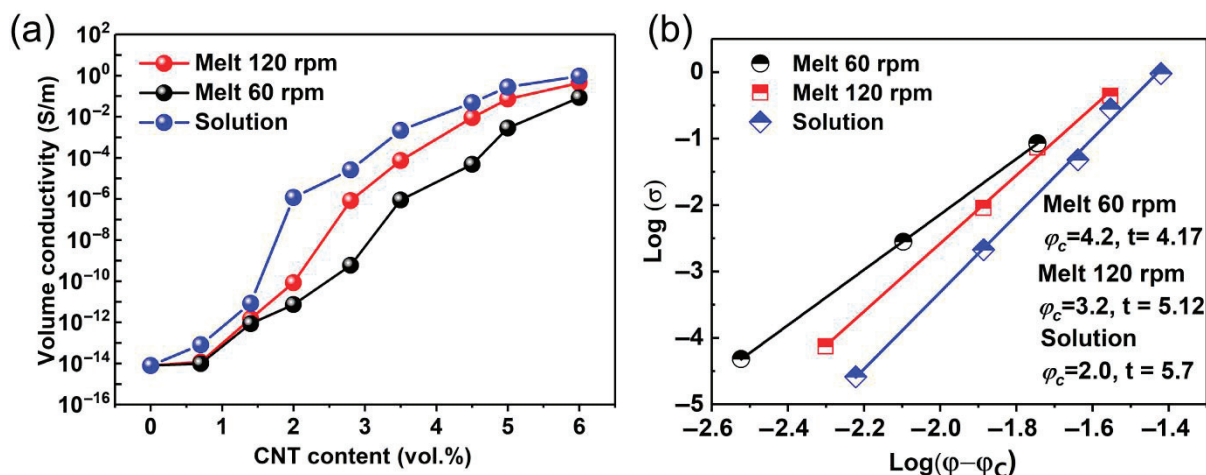 (a)
Volume conductivity (S/m)
10²
10⁰
10⁻²
10⁻⁴
10⁻⁶
10⁻⁸
10⁻¹⁰
10⁻¹²
10⁻¹⁴
10⁻¹⁶
Melt 120 rpm
Melt 60 rpm
Solution
0 1 2 3 4 5 6
CNT content (vol.%)
(b)
Log (σ)
0
−1
−2
−3
−4
−5
Melt 60 rpm
Melt 120 rpm
Solution
Melt 60 rpm
φc=4.2, t= 4.17
Melt 120 rpm
φc=3.2, t = 5.12
Solution
φc=2.0, t = 5.7
−2.6 −2.4 −2.2 −2.0 −1.8 −1.6 −1.4
Log(φ−φC)